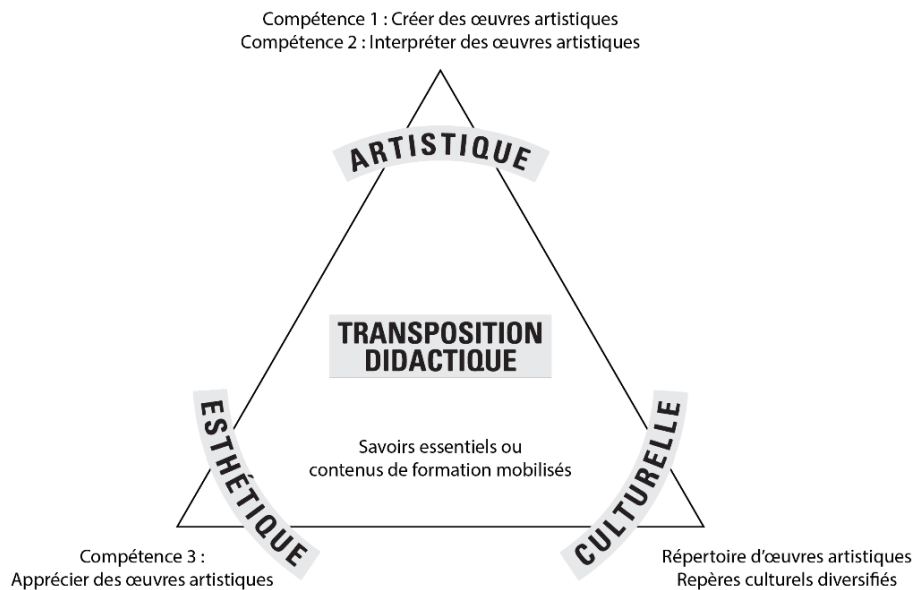 Compétence 1 : Créer des œuvres artistiques
Compétence 2 : Interpréter des œuvres artistiques
ARTISTIQUE
TRANSPOSITION
DIDACTIQUE
ESTHÉTIQUE
CULTURELLE
Savoirs essentiels ou
contenus de formation mobilisés
Compétence 3 :
Apprécier des œuvres artistiques
Répertoire d’œuvres artistiques
Repères culturels diversifiés